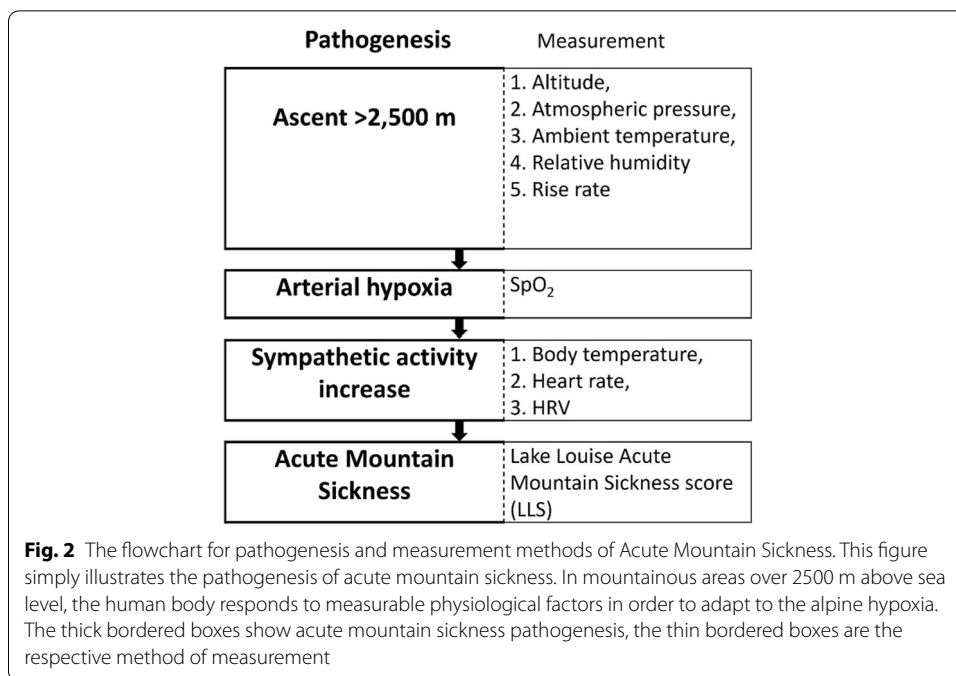 Pathogenesis
Measurement
Ascent >2,500 m
1. Altitude,
2. Atmospheric pressure,
3. Ambient temperature,
4. Relative humidity
5. Rise rate
Arterial hypoxia
SpO₂
Sympathetic activity
increase
1. Body temperature,
2. Heart rate,
3. HRV
Acute Mountain
Sickness
Lake Louise Acute
Mountain Sickness score
(LLS)
Fig. 2 The flowchart for pathogenesis and measurement methods of Acute Mountain Sickness. This figure
simply illustrates the pathogenesis of acute mountain sickness. In mountainous areas over 2500 m above sea
level, the human body responds to measurable physiological factors in order to adapt to the alpine hypoxia.
The thick bordered boxes show acute mountain sickness pathogenesis, the thin bordered boxes are the
respective method of measurement